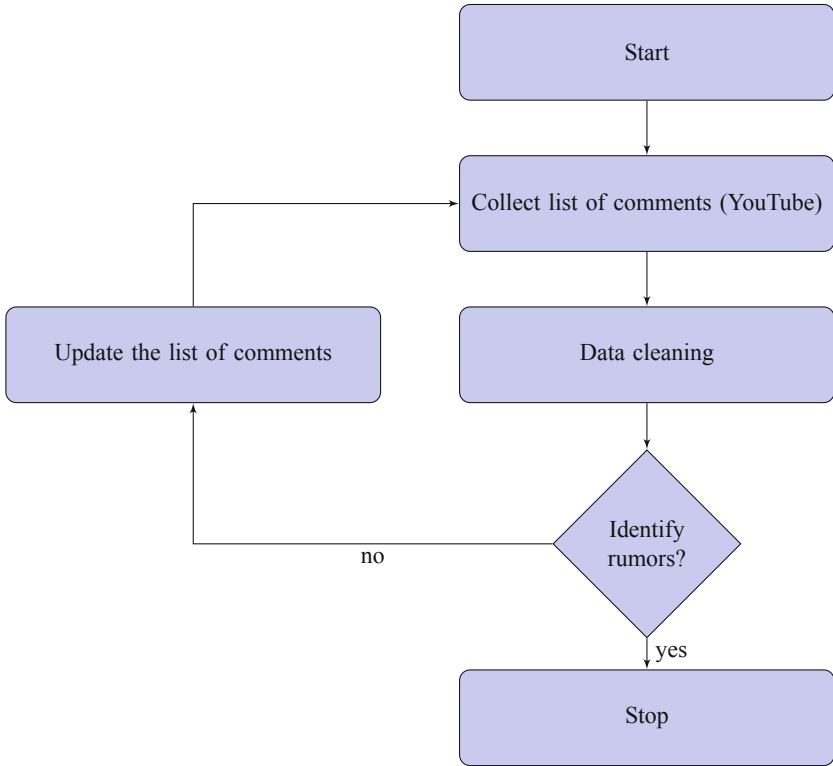 Start
Collect list of comments (YouTube)
Update the list of comments
Data cleaning
Identify
rumors?
no
yes
Stop